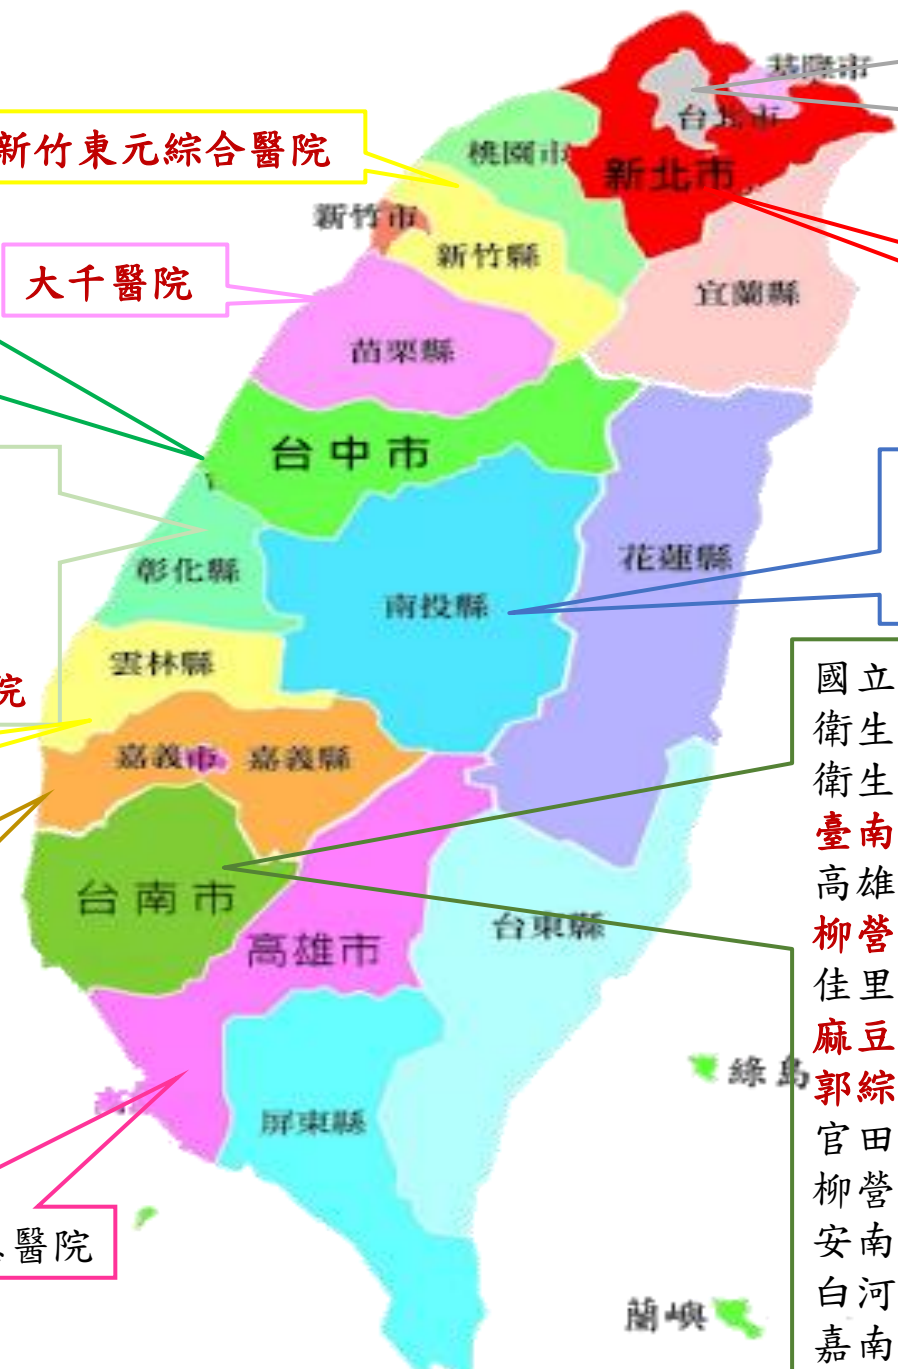 基隆市
台北市
新竹東元綜合醫院
桃園市
新北市
新竹市
新竹縣
大千醫院
宜蘭縣
苗栗縣
台中市
花蓮縣
彰化縣
南投縣
雲林縣
院
嘉義市
嘉義縣
台南市
台東縣
高雄市
綠島
屏東縣
醫院
蘭嶼
國立
衛生
衛生
臺南
高雄
柳營
佳里
麻豆
郭綜
官田
柳營
安南
白河
嘉南